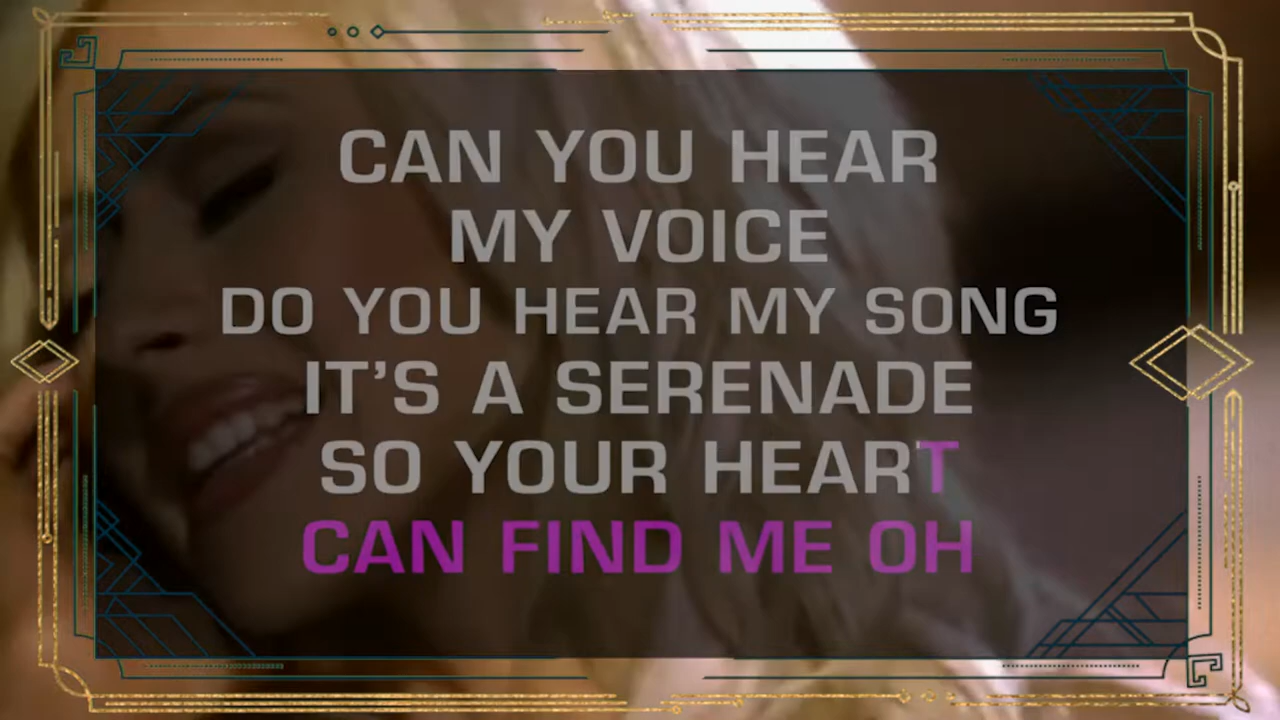 CAN YOU HEAR
MY VOICE
DO YOU HEAR MY SONG
IT'S A SERENADE
SO YOUR HEART
CAN FIND ME OH